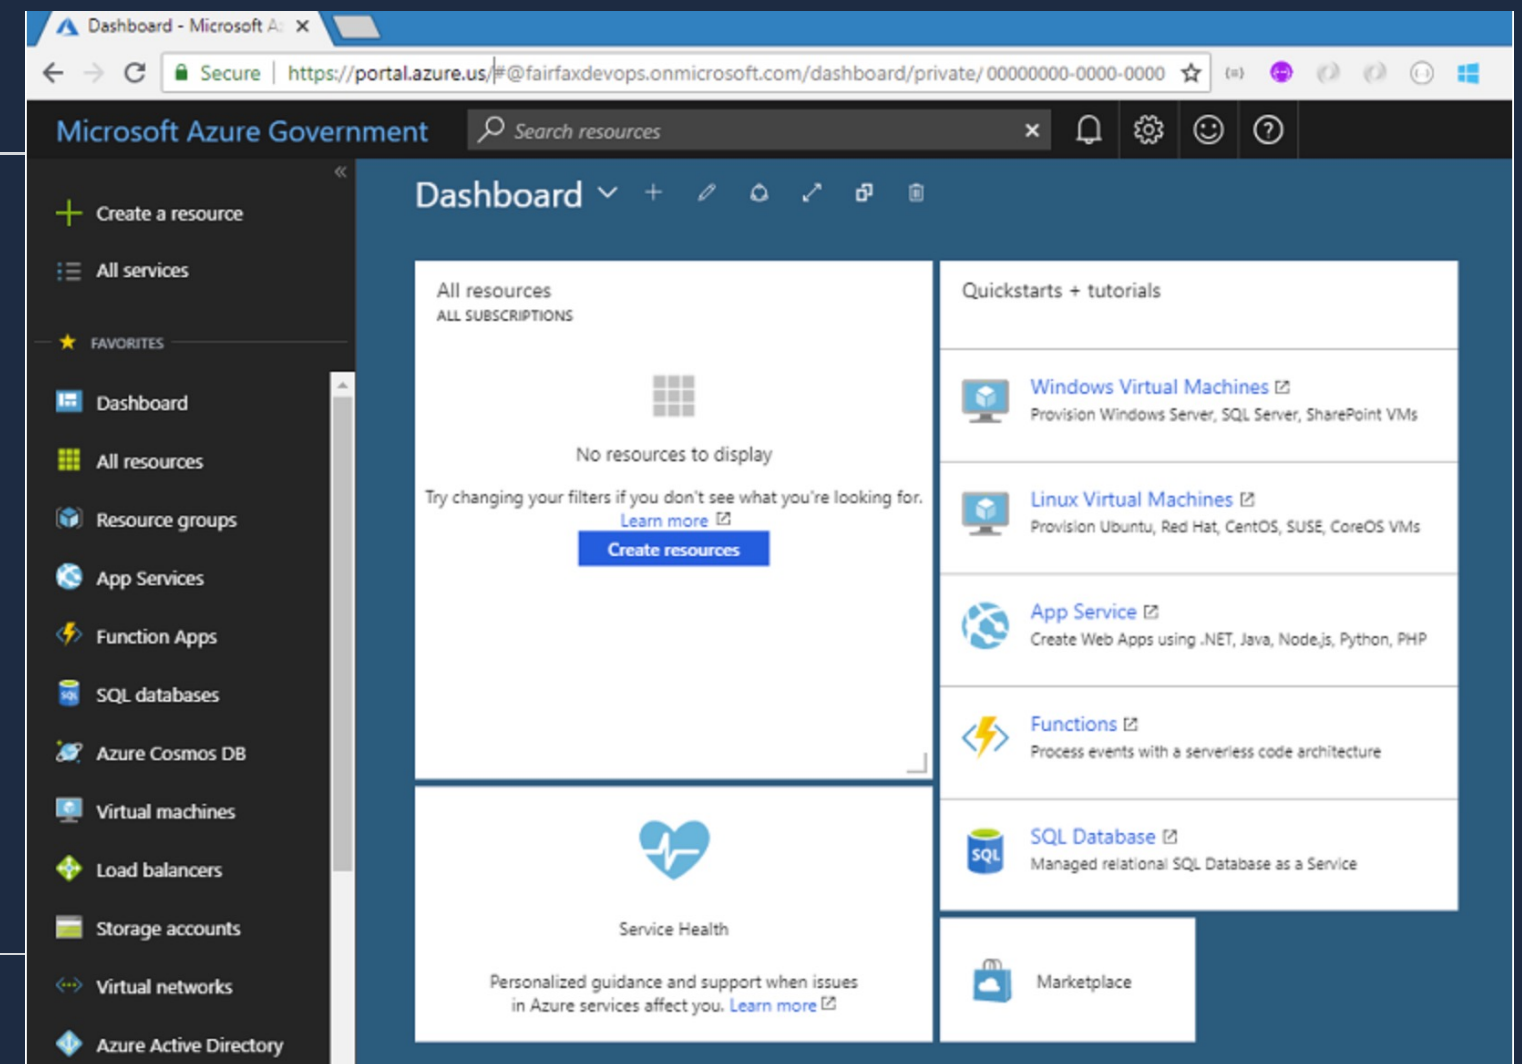 Dashboard - Microsoft A
Secure
https://portal.azure.us/#@fairfaxdevops.onmicrosoft.com/dashboard/private/00000000-0000-0000
Microsoft Azure Government
Search resources
Create a resource
All services
FAVORITES
Dashboard
All resources
Resource groups
App Services
Function Apps
SQL databases
Azure Cosmos DB
Virtual machines
Load balancers
Storage accounts
Virtual networks
Azure Active Directory
Dashboard
All resources
ALL SUBSCRIPTIONS
No resources to display
Try changing your filters if you don't see what you're looking for.
Learn more
Create resources
Service Health
Personalized guidance and support when issues
in Azure services affect you. Learn more
Quickstarts + tutorials
Windows Virtual Machines
Provision Windows Server, SQL Server, SharePoint VMs
Linux Virtual Machines
Provision Ubuntu, Red Hat, CentOS, SUSE, CoreOS VMs
App Service
Create Web Apps using .NET, Java, Node.js, Python, PHP
Functions
Process events with a serverless code architecture
SQL
SQL Database
Managed relational SQL Database as a Service
Marketplace